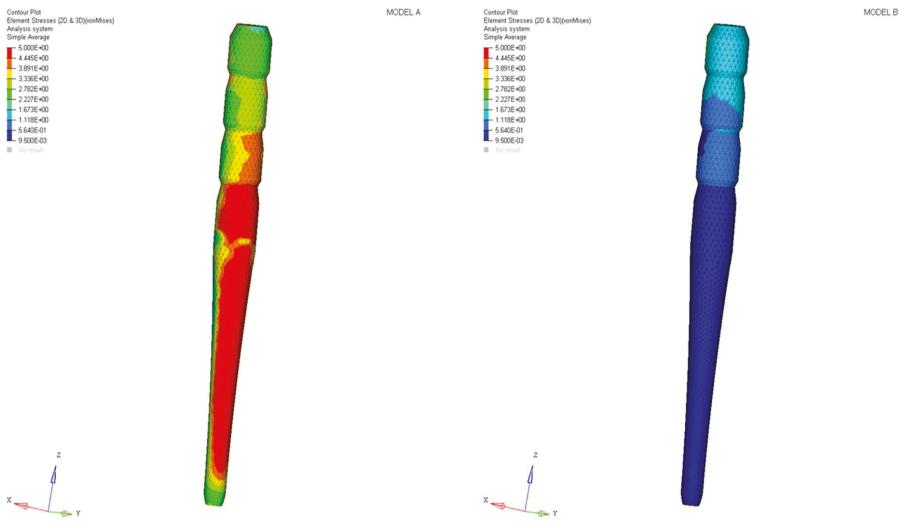 Contour Plot
Element Stresses (2D & 3D)(vonMises)
Analysis system
Simple Average
5.000E+00
4.445E+00
3.891E+00
3.336E+00
2.782E+00
2.227E+00
1.673E+00
1.118E+00
5.640E-01
9.500E-03
No result
MODEL A
Z
X
Y
Contour Plot
Element Stresses (2D & 3D)(vonMises)
Analysis system
Simple Average
5.000E+00
4.445E+00
3.891E+00
3.336E+00
2.782E+00
2.227E+00
1.673E+00
1.118E+00
5.640E-01
9.500E-03
No result
MODEL B
Z
X
Y